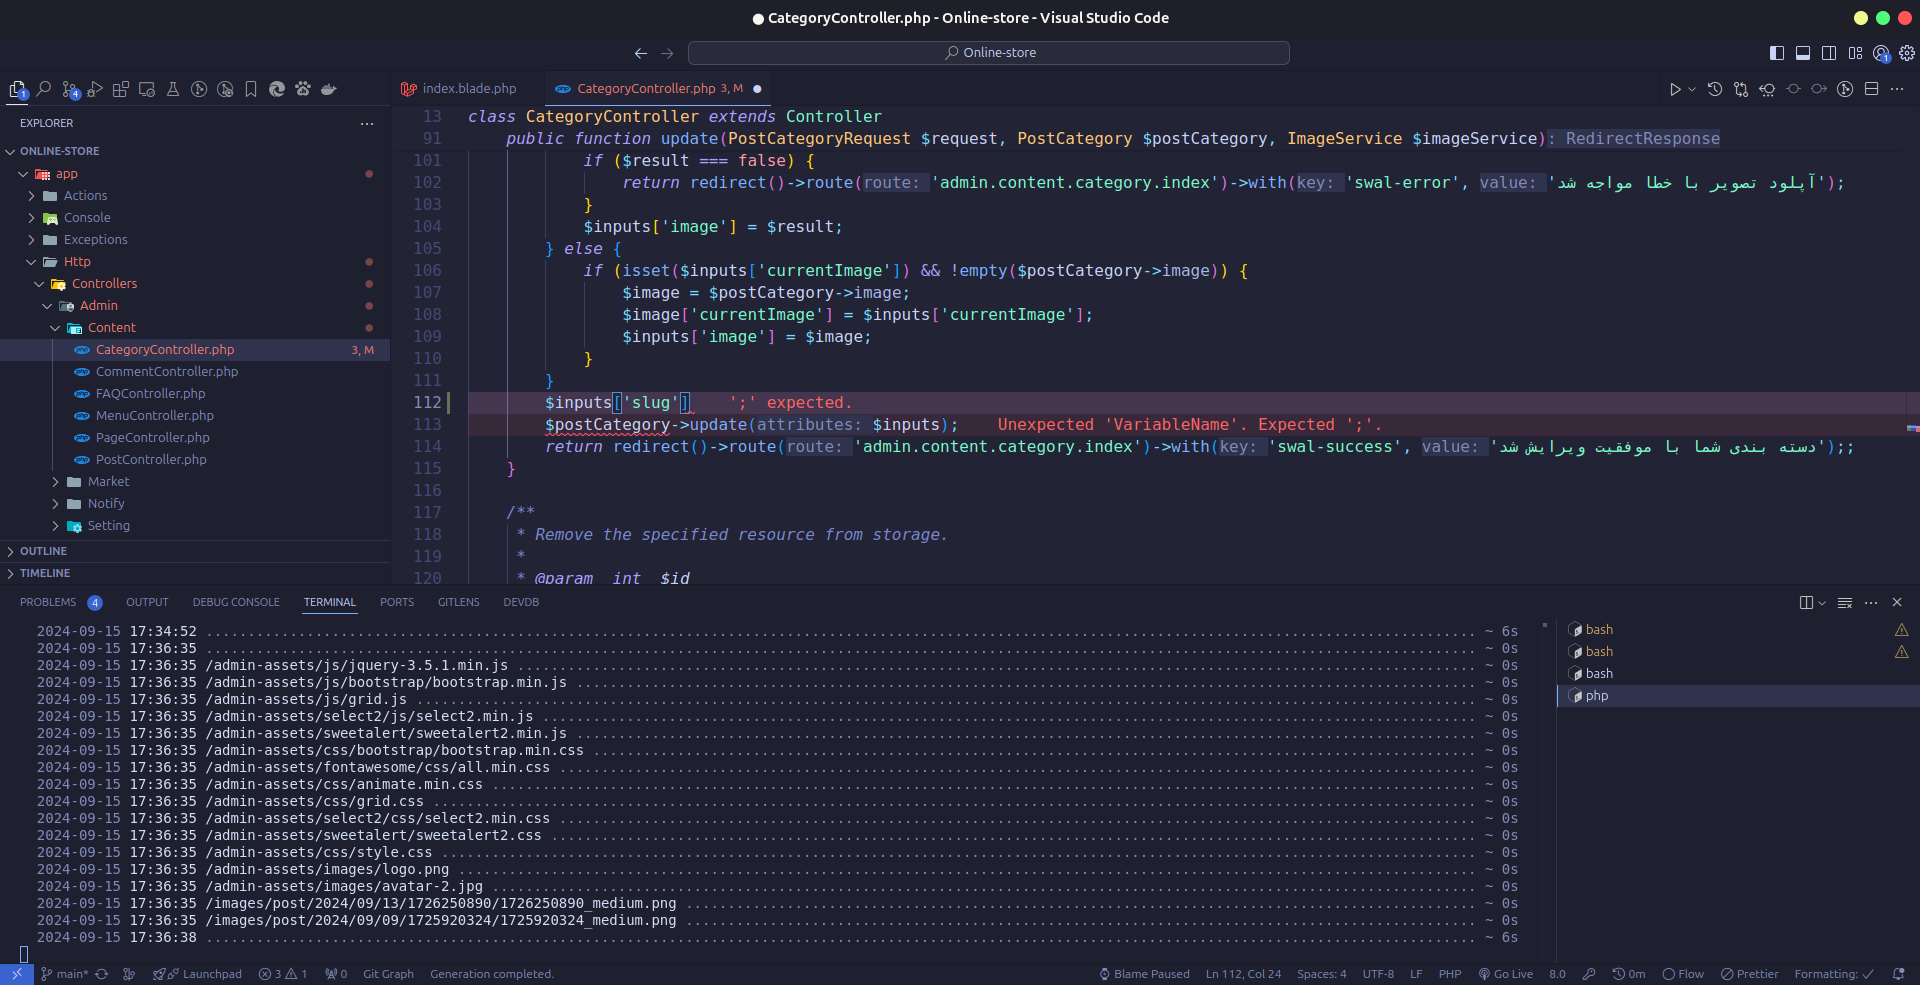 CategoryController.php - Online-store - Visual Studio Code
Online-store
index.blade.php
CategoryController.php 3, M
EXPLORER
ONLINE-STORE
app
Actions
Console
Exceptions
Http
Controllers
Admin
Content
CategoryController.php 3, M
CommentController.php
FAQController.php
MenuController.php
PageController.php
PostController.php
Market
Notify
Setting
OUTLINE
TIMELINE
13 class CategoryController extends Controller
91 public function update(PostCategoryRequest $request, PostCategory $postCategory, ImageService $imageService): RedirectResponse
101 if ($result === false) {
102 return redirect()->route(route: 'admin.content.category.index')->with(key: 'swal-error', value: 'آپلود تصویر با خطا مواجه شد');
103 }
104 $inputs['image'] = $result;
105 } else {
106 if (isset($inputs['currentImage']) && !empty($postCategory->image)) {
107 $image = $postCategory->image;
108 $image['currentImage'] = $inputs['currentImage'];
109 $inputs['image'] = $image;
110 }
111 }
112 $inputs['slug'] ';' expected.
113 $postCategory->update(attributes: $inputs); Unexpected 'VariableName'. Expected ';'.
114 return redirect()->route(route: 'admin.content.category.index')->with(key: 'swal-success', value: 'دسته بندی شما با موفقیت ویرایش شد');;
115 }
116
117 /**
118 * Remove the specified resource from storage.
119 *
120 * @param int $id
PROBLEMS 4 OUTPUT DEBUG CONSOLE TERMINAL PORTS GITLENS DEVDB
2024-09-15 17:34:52 ........ ~ 6s
2024-09-15 17:36:35 ........ ~ 0s
2024-09-15 17:36:35 /admin-assets/js/jquery-3.5.1.min.js ........ ~ 0s
2024-09-15 17:36:35 /admin-assets/js/bootstrap/bootstrap.min.js ........ ~ 0s
2024-09-15 17:36:35 /admin-assets/js/grid.js ........ ~ 0s
2024-09-15 17:36:35 /admin-assets/select2/js/select2.min.js ........ ~ 0s
2024-09-15 17:36:35 /admin-assets/sweetalert/sweetalert2.min.js ........ ~ 0s
2024-09-15 17:36:35 /admin-assets/css/bootstrap/bootstrap.min.css ........ ~ 0s
2024-09-15 17:36:35 /admin-assets/fontawesome/css/all.min.css ........ ~ 0s
2024-09-15 17:36:35 /admin-assets/css/animate.min.css ........ ~ 0s
2024-09-15 17:36:35 /admin-assets/css/grid.css ........ ~ 0s
2024-09-15 17:36:35 /admin-assets/select2/css/select2.min.css ........ ~ 0s
2024-09-15 17:36:35 /admin-assets/sweetalert/sweetalert2.css ........ ~ 0s
2024-09-15 17:36:35 /admin-assets/css/style.css ........ ~ 0s
2024-09-15 17:36:35 /admin-assets/images/logo.png ........ ~ 0s
2024-09-15 17:36:35 /admin-assets/images/avatar-2.jpg ........ ~ 0s
2024-09-15 17:36:35 /images/post/2024/09/13/1726250890/1726250890_medium.png ........ ~ 0s
2024-09-15 17:36:35 /images/post/2024/09/09/1725920324/1725920324_medium.png ........ ~ 0s
2024-09-15 17:36:38 ........ ~ 6s
bash
bash
bash
php
main* Launchpad 3 1 0 Git Graph Generation completed. Blame Paused Ln 112, Col 24 Spaces: 4 UTF-8 LF PHP Go Live 8.0 0m Flow Prettier Formatting: ✓